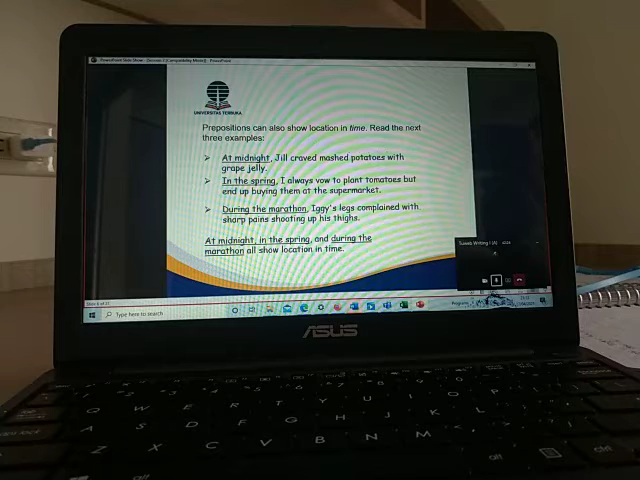 UNIVERSITAS TERBUKA
Prepositions can also show location in time. Read the next
three examples:
➢ At midnight, Jill craved mashed potatoes with
grape jelly.
➢ In the spring, I always vow to plant tomatoes but
end up buying them at the supermarket.
➢ During the marathon, Iggy's legs complained with
sharp pains shooting up his thighs.
At midnight, in the spring, and during the
marathon all show location in time.
Type here to search
ASUS
Q W E R T Y U I O P
A S D F G H J K L
Z X C V B N M
ctrl